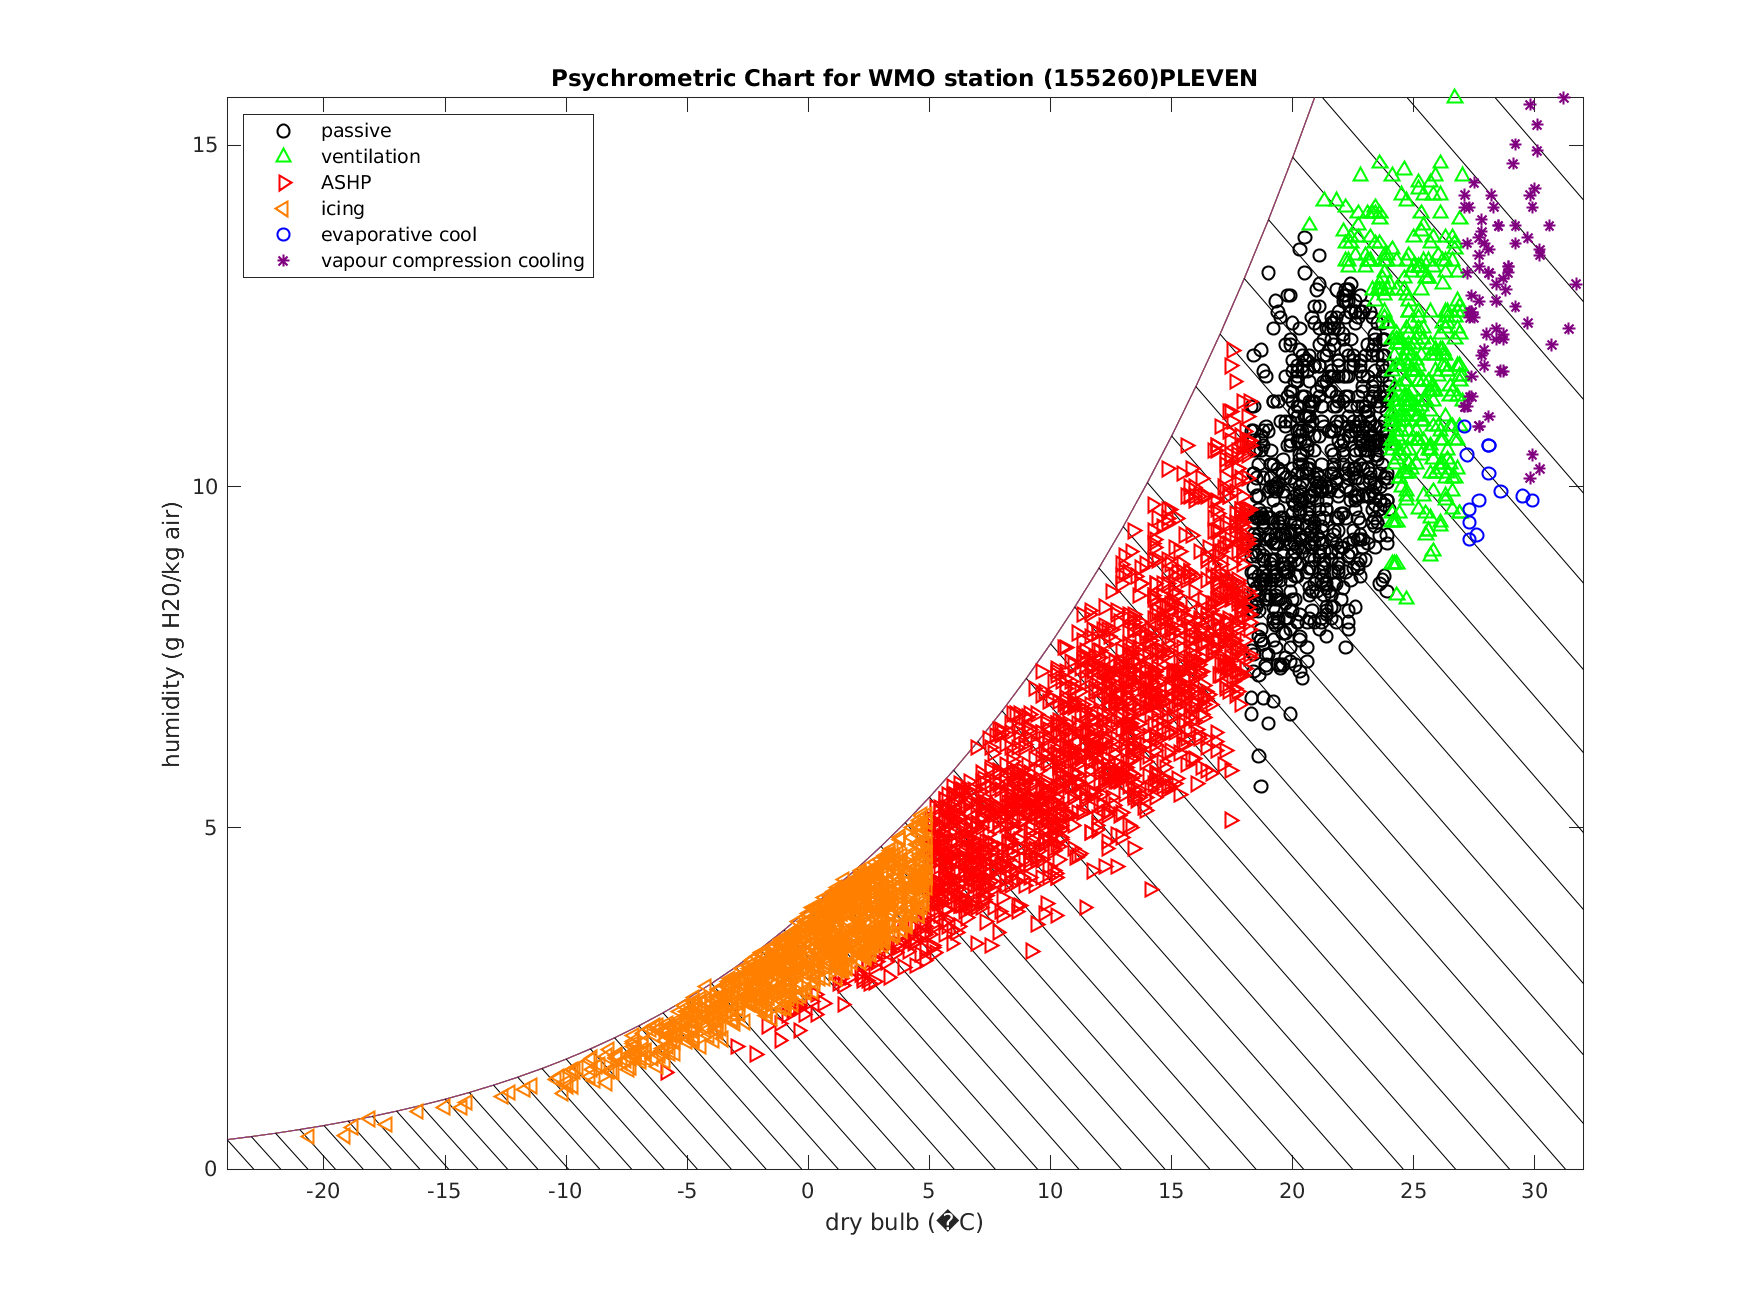 Psychrometric Chart for WMO station (155260)PLEVEN
passive
ventilation
ASHP
icing
evaporative cool
vapour compression cooling
humidity (g H20/kg air)
15
10
5
0
-20 -15 -10 -5 0 5 10 15 20 25 30
dry bulb (�C)